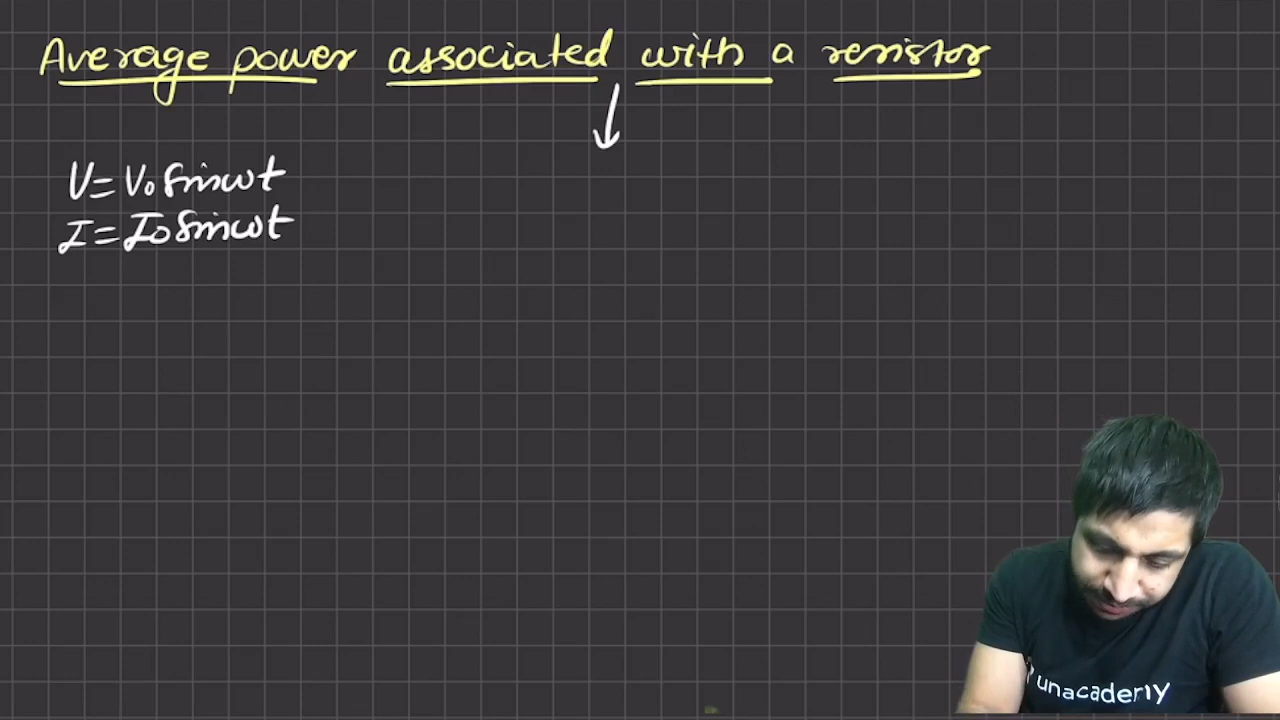 Average power associated with a resistor
V=V₀ sinωt
I=I₀ sinωt
unacademy